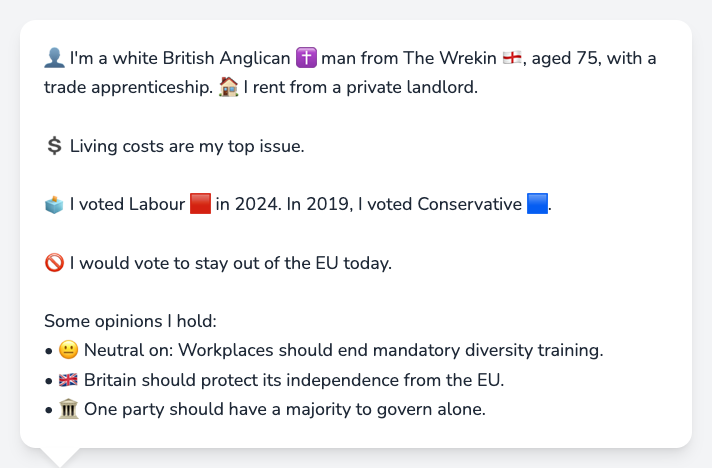 👤 I'm a white British Anglican ✝️ man from The Wrekin 🏴󠁧󠁢󠁥󠁮󠁧󠁿, aged 75, with a
trade apprenticeship. 🏠 I rent from a private landlord.
💲 Living costs are my top issue.
🗳️ I voted Labour 🟥 in 2024. In 2019, I voted Conservative 🟦.
🚫 I would vote to stay out of the EU today.
Some opinions I hold:
• 😐 Neutral on: Workplaces should end mandatory diversity training.
• 🇬🇧 Britain should protect its independence from the EU.
• 🏛️ One party should have a majority to govern alone.